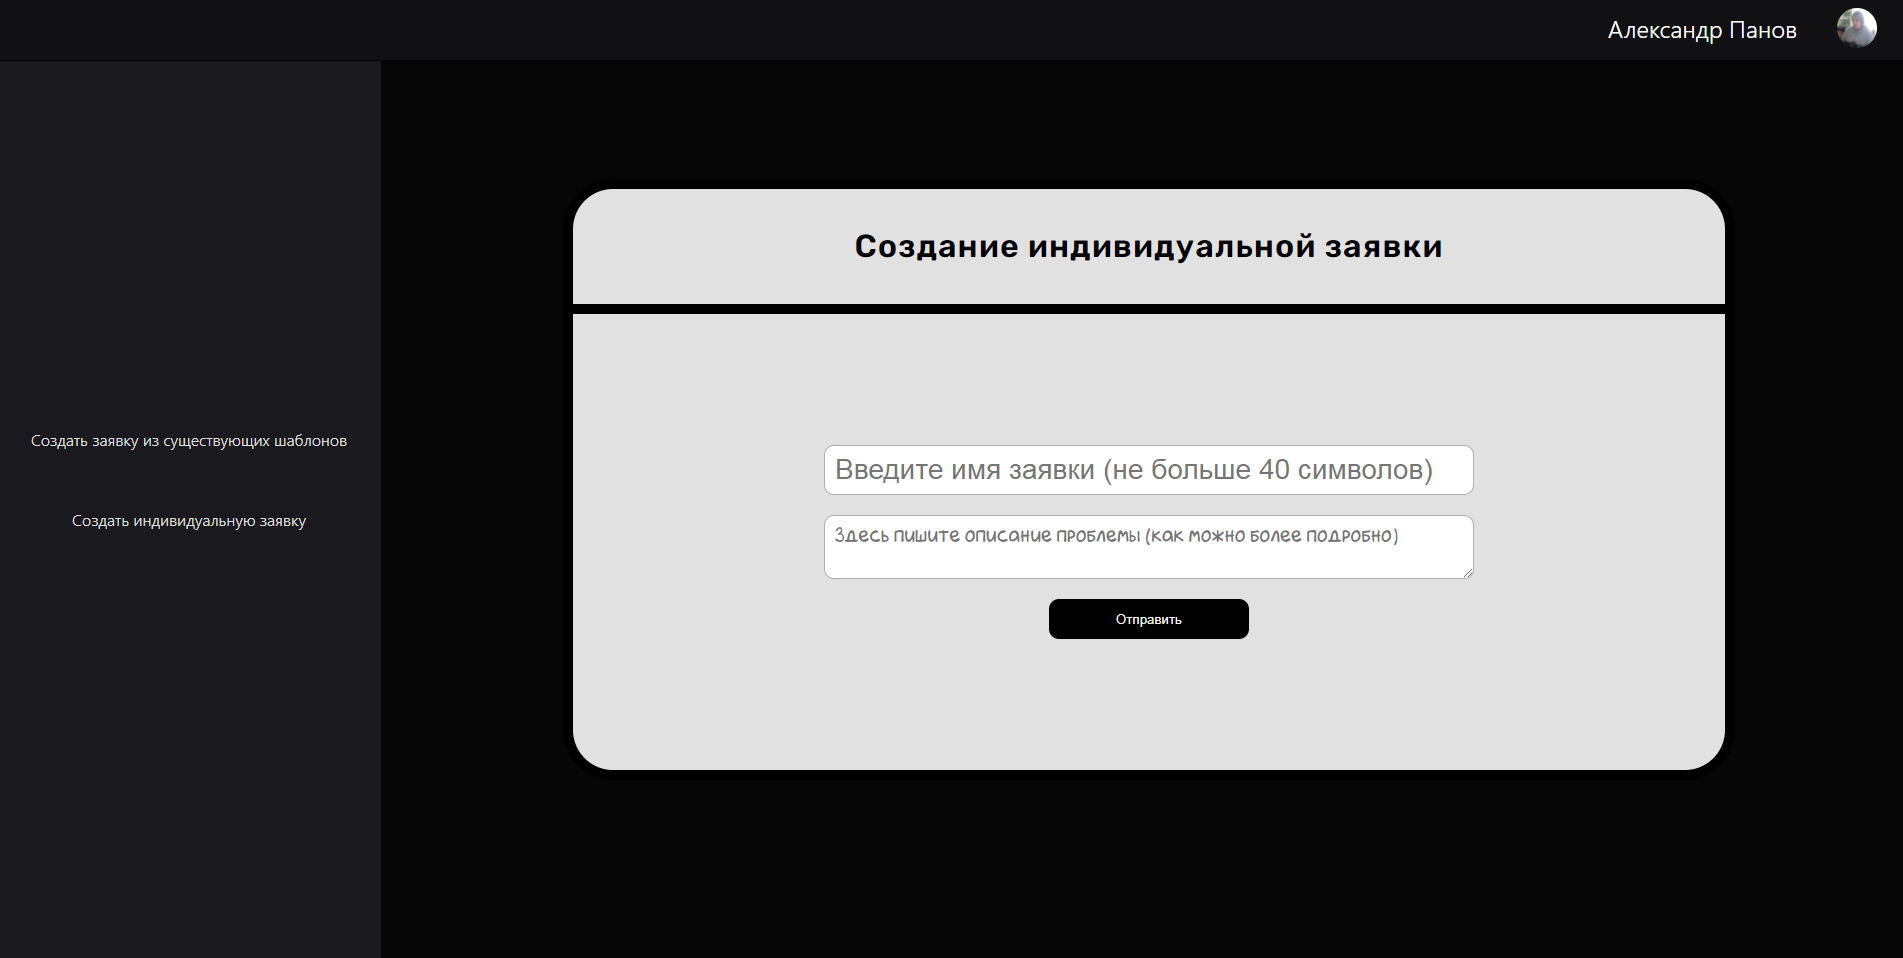 Александр Панов
Создать заявку из существующих шаблонов
Создать индивидуальную заявку
Создание индивидуальной заявки
Введите имя заявки (не больше 40 символов)
Здесь пишите описание проблемы (как можно более подробно)
Отправить